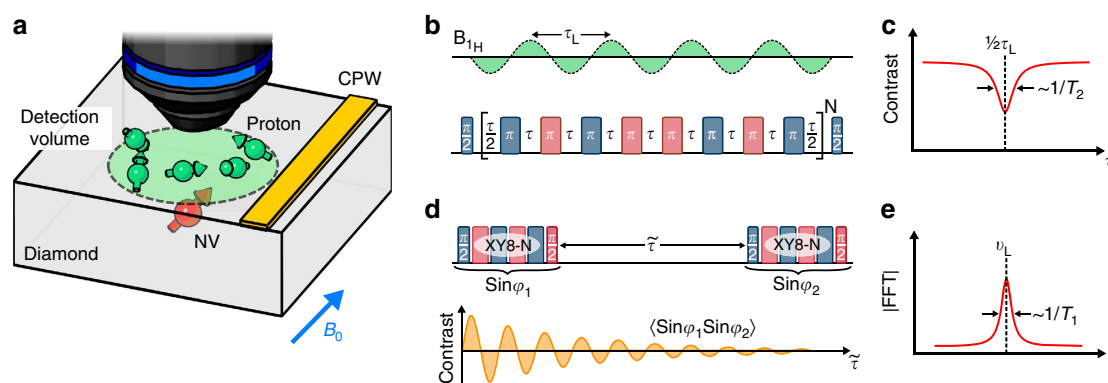 a
CPW
Detection
volume
Proton
NV
Diamond
B₀
b
B₁H
τL
N
π/2 [ τ/2 π τ π τ π τ π τ π τ π τ π τ π τ/2 ] π/2
c
½τL
Contrast
~1/T₂
τ
d
π/2 XY8-N π/2
τ̃
π/2 XY8-N π/2
Sinφ₁
Sinφ₂
Contrast
⟨Sinφ₁Sinφ₂⟩
τ̃
e
υL
|FFT|
~1/T₁